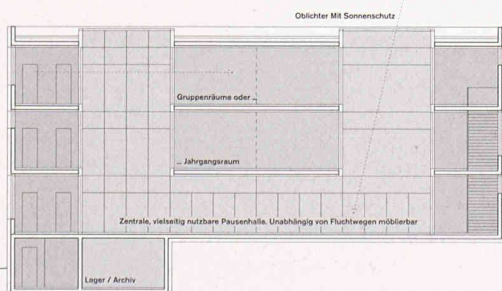 Oblichter Mit Sonnenschutz
Gruppenräume oder ...
... Jahrgangsraum
Zentrale, vielseitig nutzbare Pausenhalle. Unabhängig von Fluchtwegen möblierbar
Lager / Archiv